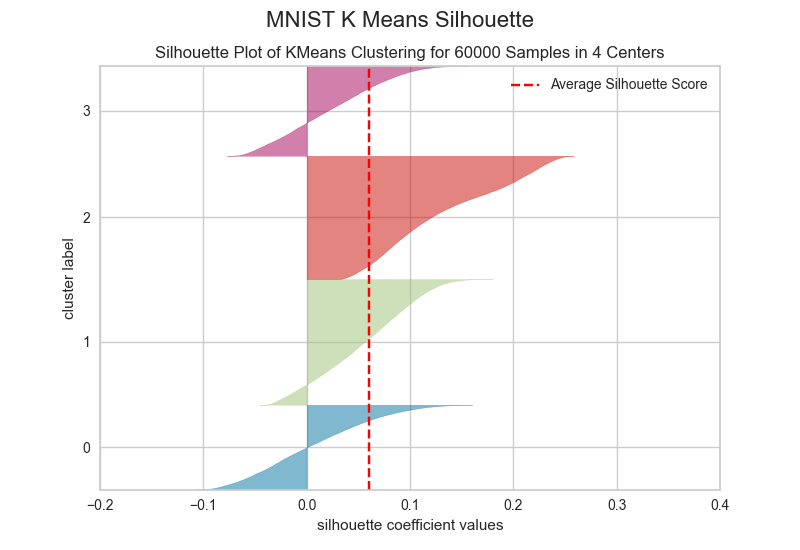 MNIST K Means Silhouette
Silhouette Plot of KMeans Clustering for 60000 Samples in 4 Centers
Average Silhouette Score
3
2
1
0
cluster label
−0.2 −0.1 0.0 0.1 0.2 0.3 0.4
silhouette coefficient values